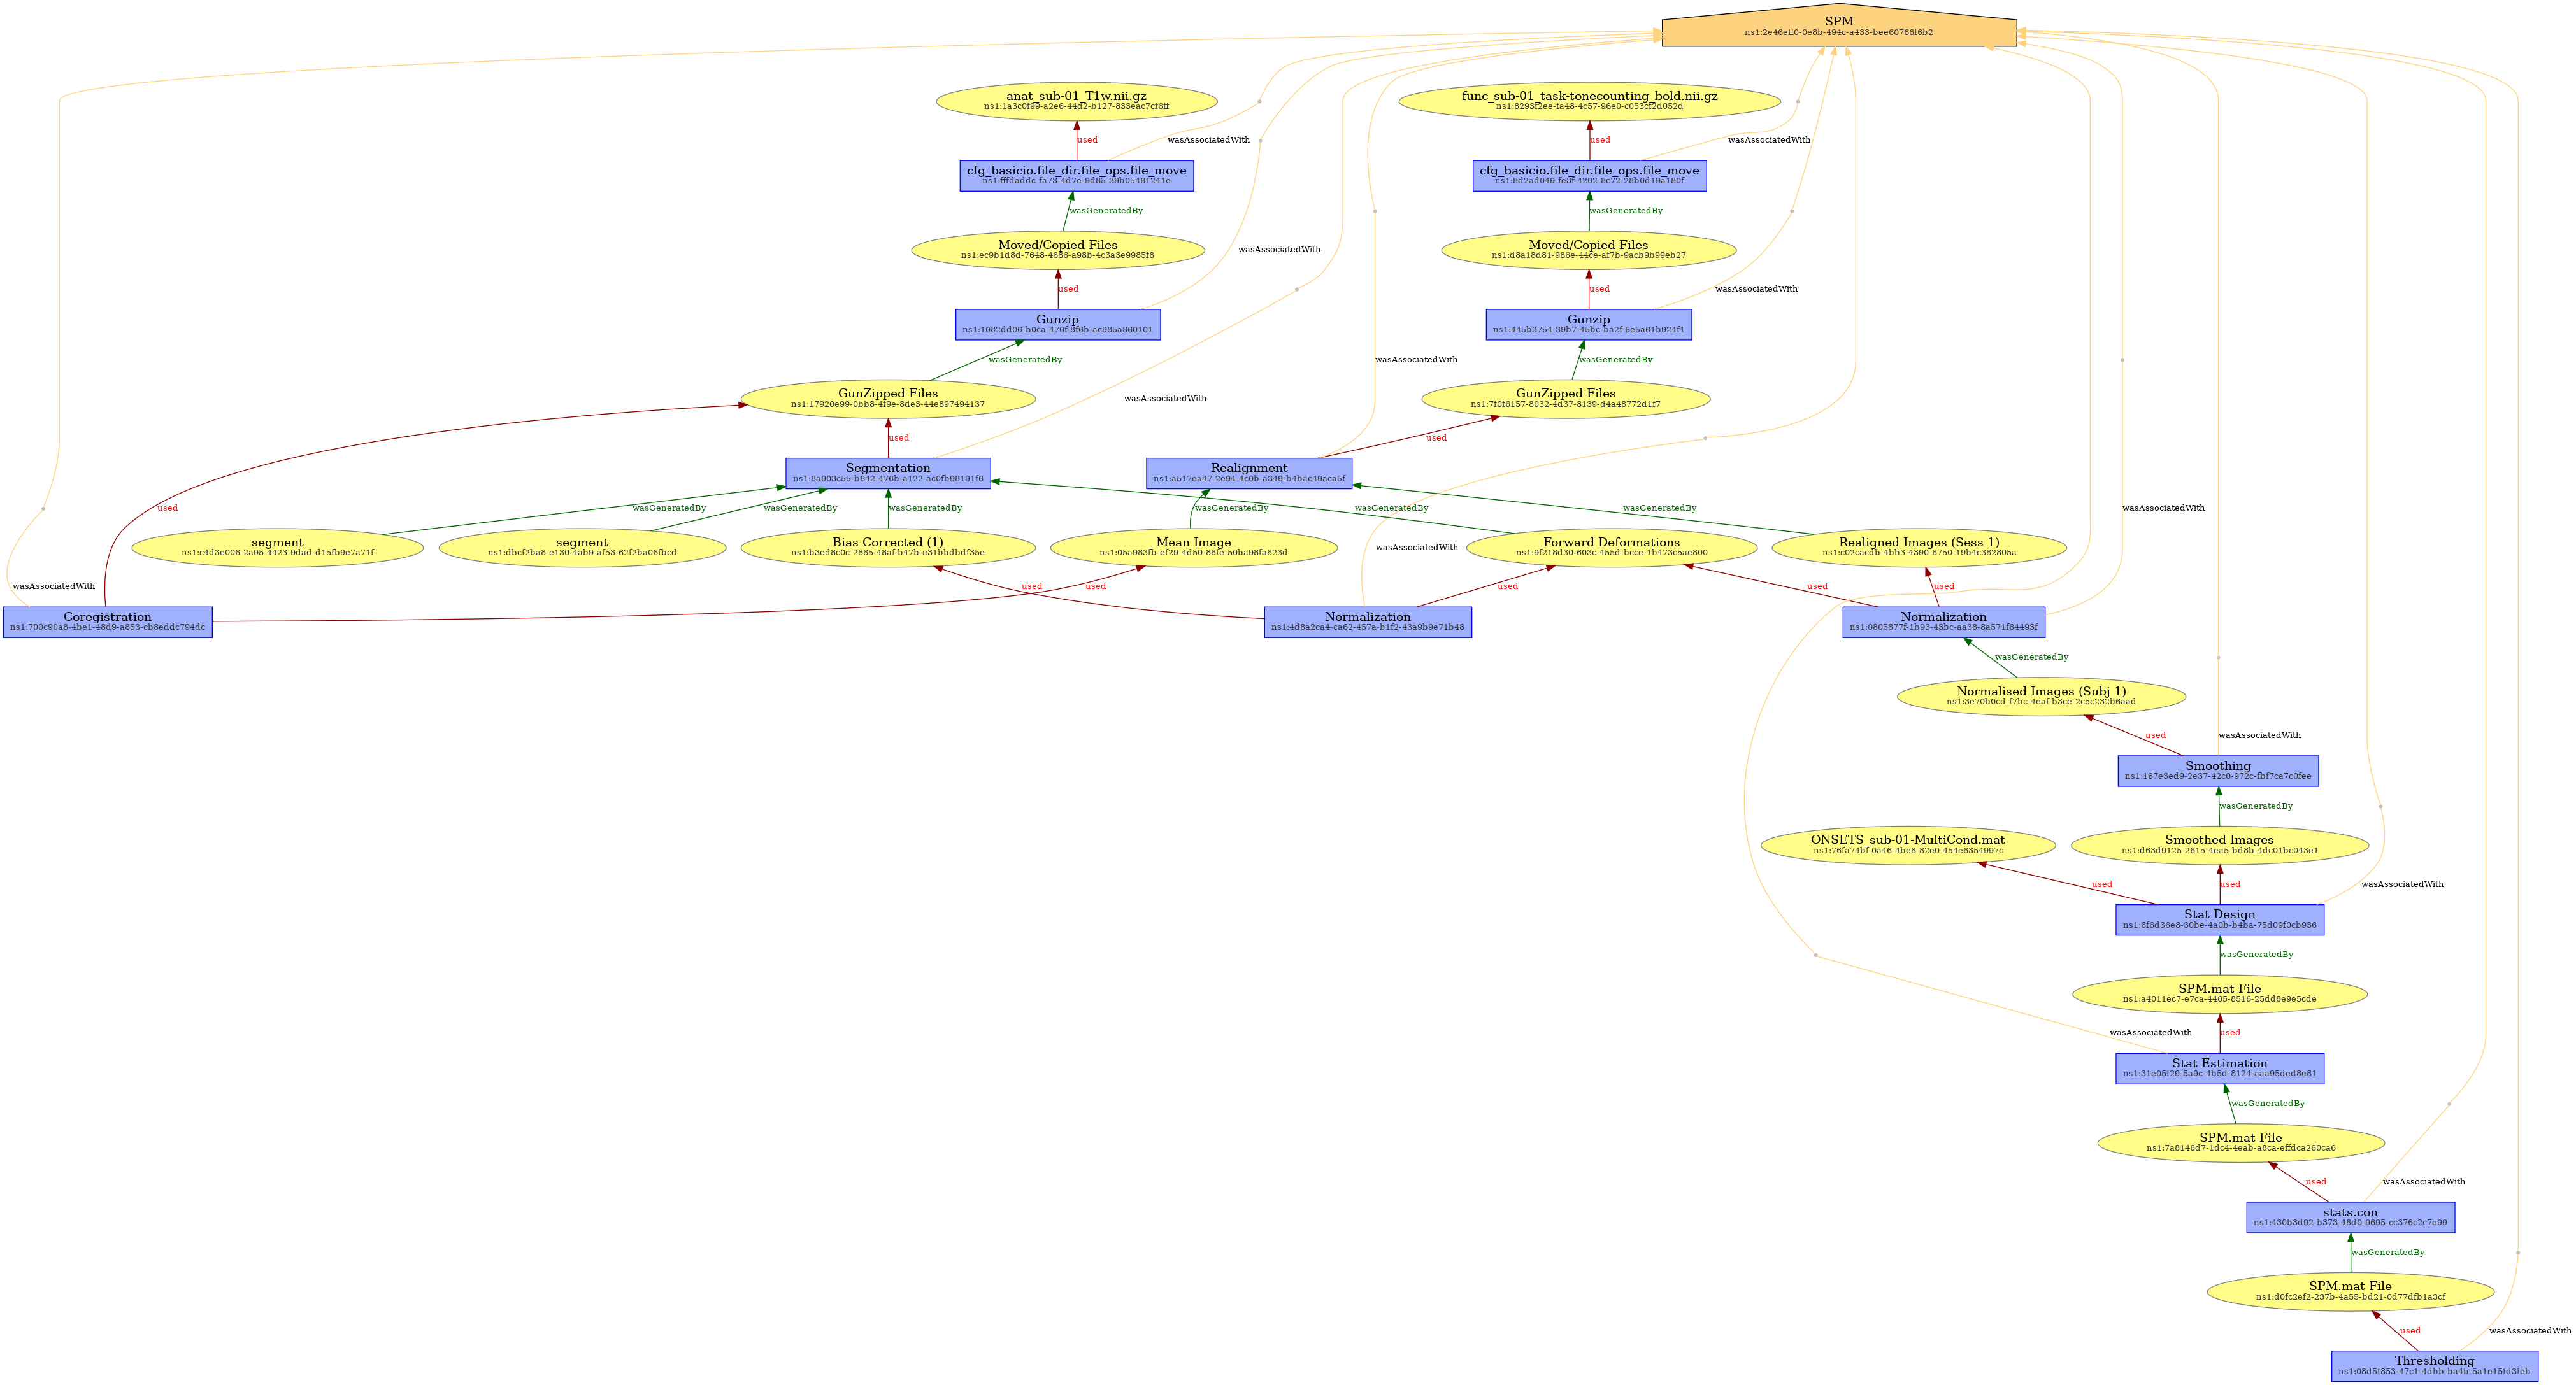 SPM
ns1:2e46eff0-0e8b-494c-a433-bee60766f6b2
anat_sub-01_T1w.nii.gz
ns1:1a3c0f99-a2e6-44d2-b127-833eac7cf6ff
func_sub-01_task-tonecounting_bold.nii.gz
ns1:8293f2ee-fa48-4c57-96e0-c053cf2d052d
used
wasAssociatedWith
used
wasAssociatedWith
cfg_basicio.file_dir.file_ops.file_move
ns1:fffdaddc-fa73-4d7e-9d85-39b05461241e
cfg_basicio.file_dir.file_ops.file_move
ns1:8d2ad049-fe3f-4202-8c72-28b0d19a180f
wasGeneratedBy
wasGeneratedBy
Moved/Copied Files
ns1:ec9b1d8d-7648-4686-a98b-4c3a3e9985f8
wasAssociatedWith
Moved/Copied Files
ns1:d8a18d81-986e-44ce-af7b-9acb9b99eb27
used
used
wasAssociatedWith
Gunzip
ns1:1082dd06-b0ca-470f-8f6b-ac985a860101
Gunzip
ns1:445b3754-39b7-45bc-ba2f-6e5a61b924f1
wasGeneratedBy
wasAssociatedWith
wasGeneratedBy
GunZipped Files
ns1:17920e99-0bb8-4f9e-8de3-44e897494137
wasAssociatedWith
GunZipped Files
ns1:7f0f6157-8032-4d37-8139-d4a48772d1f7
used
used
Segmentation
ns1:8a903c55-b642-476b-a122-ac0fb98191f6
Realignment
ns1:a517ea47-2e94-4c0b-a349-b4bac49aca5f
used
wasGeneratedBy
wasGeneratedBy
wasGeneratedBy
wasGeneratedBy
wasGeneratedBy
wasGeneratedBy
wasAssociatedWith
segment
ns1:c4d3e006-2a95-4423-9dad-d15fb9e7a71f
segment
ns1:dbcf2ba8-e130-4ab9-af53-62f2ba06fbcd
Bias Corrected (1)
ns1:b3ed8c0c-2885-48af-b47b-e31bbdbdf35e
Mean Image
ns1:05a983fb-ef29-4d50-88fe-50ba98fa823d
wasAssociatedWith
Forward Deformations
ns1:9f218d30-603c-455d-bcce-1b473c5ae800
Realigned Images (Sess 1)
ns1:c02cacdb-4bb3-4390-8750-19b4c382805a
wasAssociatedWith
used
used
used
used
used
Coregistration
ns1:700c90a8-4be1-48d9-a853-cb8eddc794dc
Normalization
ns1:4d8a2ca4-ca62-457a-b1f2-43a9b9e71b48
Normalization
ns1:0805877f-1b93-43bc-aa38-8a571f64493f
wasGeneratedBy
Normalised Images (Subj 1)
ns1:3e70b0cd-f7bc-4eaf-b3ce-2c5c232b6aad
used
wasAssociatedWith
Smoothing
ns1:167e3ed9-2e37-42c0-972c-fbf7ca7c0fee
wasGeneratedBy
ONSETS_sub-01-MultiCond.mat
ns1:76fa74bf-0a46-4be8-82e0-454e6354997c
Smoothed Images
ns1:d63d9125-2615-4ea5-bd8b-4dc01bc043e1
used
used
wasAssociatedWith
Stat Design
ns1:6f6d36e8-30be-4a0b-b4ba-75d09f0cb936
wasGeneratedBy
SPM.mat File
ns1:a4011ec7-e7ca-4465-8516-25dd8e9e5cde
wasAssociatedWith
used
Stat Estimation
ns1:31e05f29-5a9c-4b5d-8124-aaa95ded8e81
wasGeneratedBy
SPM.mat File
ns1:7a8146d7-1dc4-4eab-a8ca-effdca260ca6
used
wasAssociatedWith
stats.con
ns1:430b3d92-b373-48d0-9695-cc376c2c7e99
wasGeneratedBy
SPM.mat File
ns1:d0fc2ef2-237b-4a55-bd21-0d77dfb1a3cf
used
wasAssociatedWith
Thresholding
ns1:08d5f853-47c1-4dbb-ba4b-5a1e15fd3feb